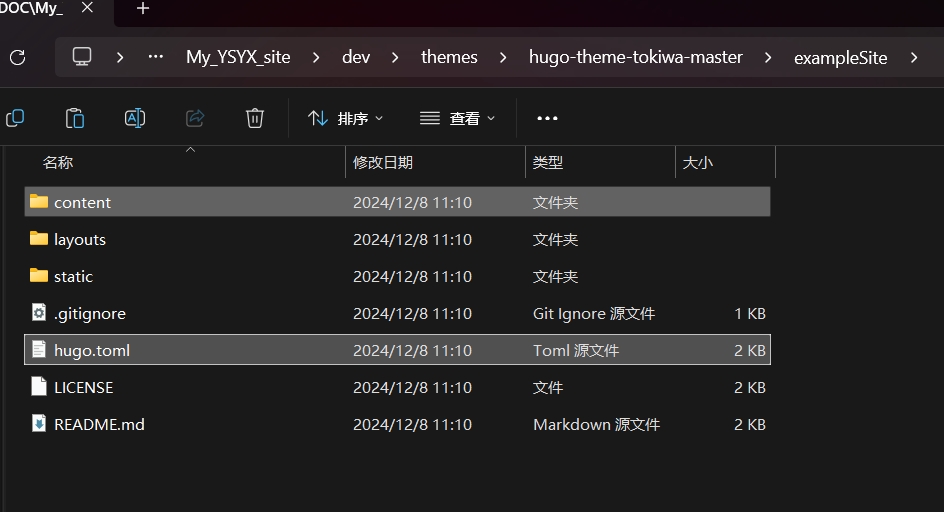 DOC\My_
My_YSYX_site dev themes hugo-theme-tokiwa-master exampleSite
排序 查看
名称 修改日期 类型 大小
content 2024/12/8 11:10 文件夹
layouts 2024/12/8 11:10 文件夹
static 2024/12/8 11:10 文件夹
.gitignore 2024/12/8 11:10 Git Ignore 源文件 1 KB
hugo.toml 2024/12/8 11:10 Toml 源文件 2 KB
LICENSE 2024/12/8 11:10 文件 2 KB
README.md 2024/12/8 11:10 Markdown 源文件 2 KB